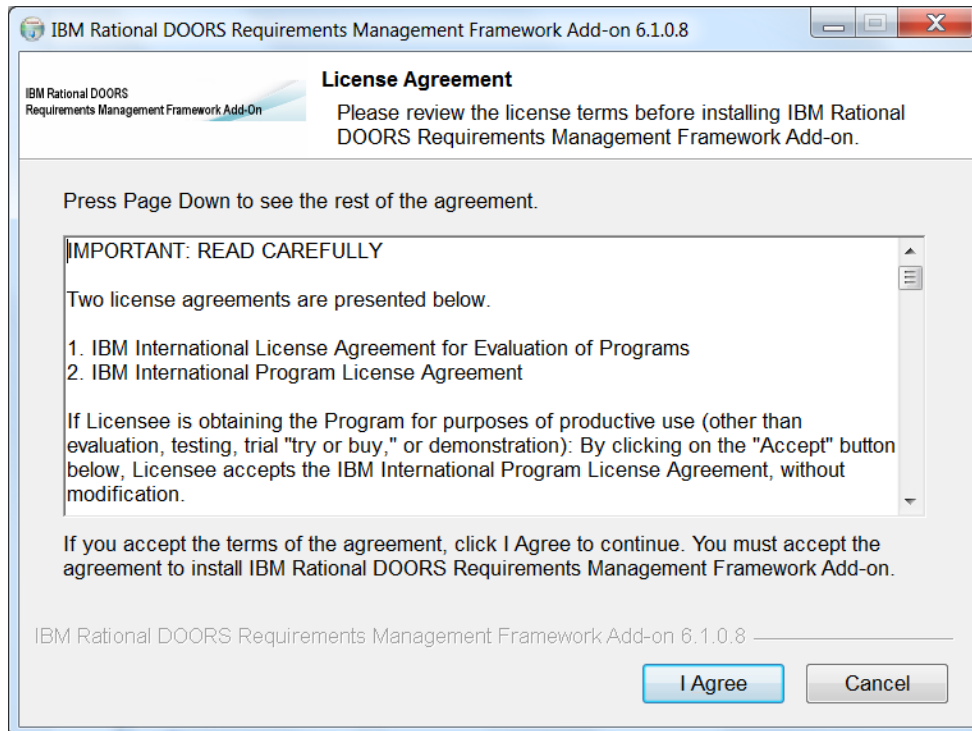 IBM Rational DOORS Requirements Management Framework Add-on 6.1.0.8
IBM Rational DOORS
Requirements Management Framework Add-On
License Agreement
Please review the license terms before installing IBM Rational
DOORS Requirements Management Framework Add-on.
Press Page Down to see the rest of the agreement.
IMPORTANT: READ CAREFULLY
Two license agreements are presented below.
1. IBM International License Agreement for Evaluation of Programs
2. IBM International Program License Agreement
If Licensee is obtaining the Program for purposes of productive use (other than
evaluation, testing, trial "try or buy," or demonstration): By clicking on the "Accept" button
below, Licensee accepts the IBM International Program License Agreement, without
modification.
If you accept the terms of the agreement, click I Agree to continue. You must accept the
agreement to install IBM Rational DOORS Requirements Management Framework Add-on.
IBM Rational DOORS Requirements Management Framework Add-on 6.1.0.8
I Agree
Cancel